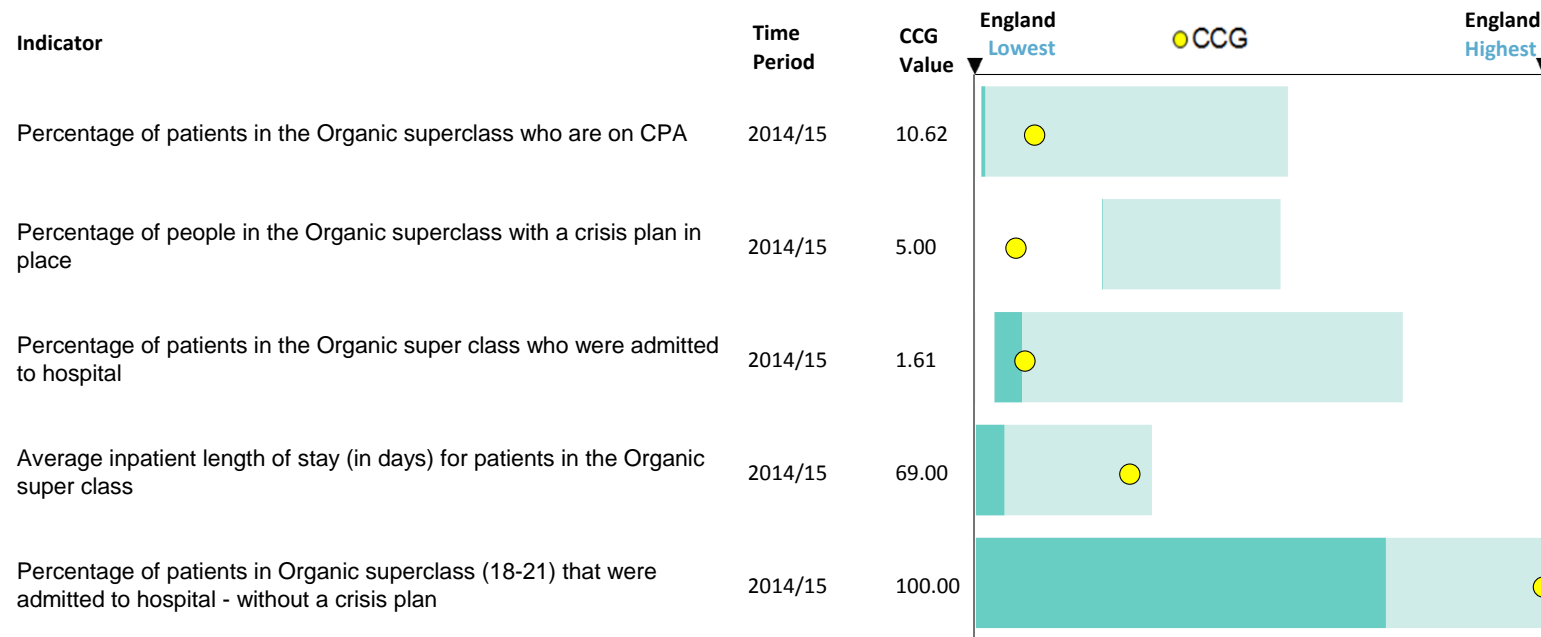 Indicator
Time
Period
CCG
Value
England
Lowest
CCG
England
Highest
Percentage of patients in the Organic superclass who are on CPA
2014/15
10.62
Percentage of people in the Organic superclass with a crisis plan in
place
2014/15
5.00
Percentage of patients in the Organic super class who were admitted
to hospital
2014/15
1.61
Average inpatient length of stay (in days) for patients in the Organic
super class
2014/15
69.00
Percentage of patients in Organic superclass (18-21) that were
admitted to hospital - without a crisis plan
2014/15
100.00